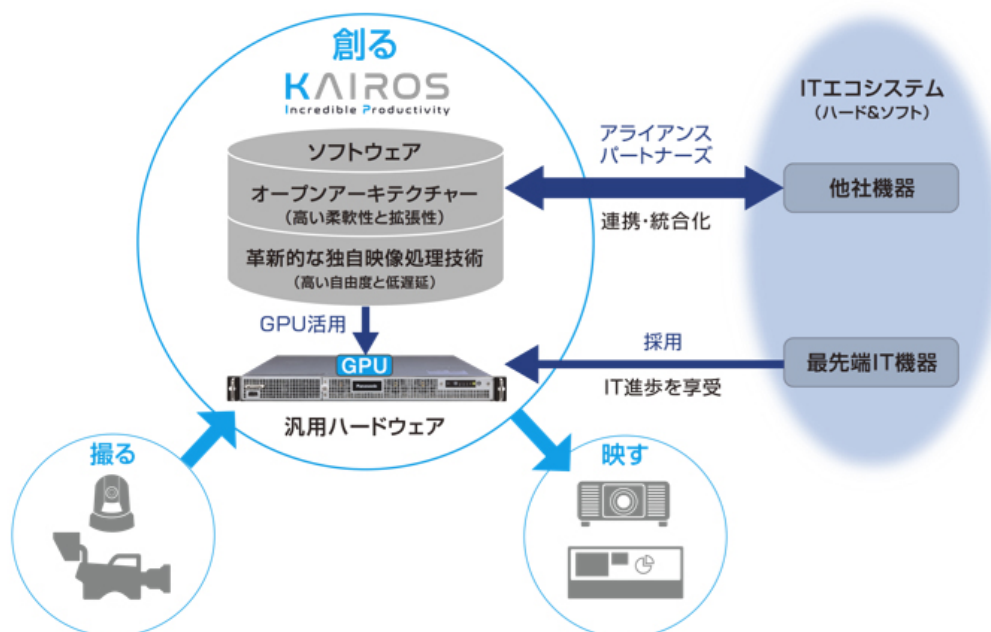 創る
KAIROS
Incredible Productivity
ソフトウェア
オープンアーキテクチャー
(高い柔軟性と拡張性)
革新的な独自映像処理技術
(高い自由度と低遅延)
GPU活用
GPU
Panasonic
汎用ハードウェア
アライアンス
パートナーズ
連携・統合化
採用
IT進歩を享受
ITエコシステム
(ハード&ソフト)
他社機器
最先端IT機器
撮る
映す